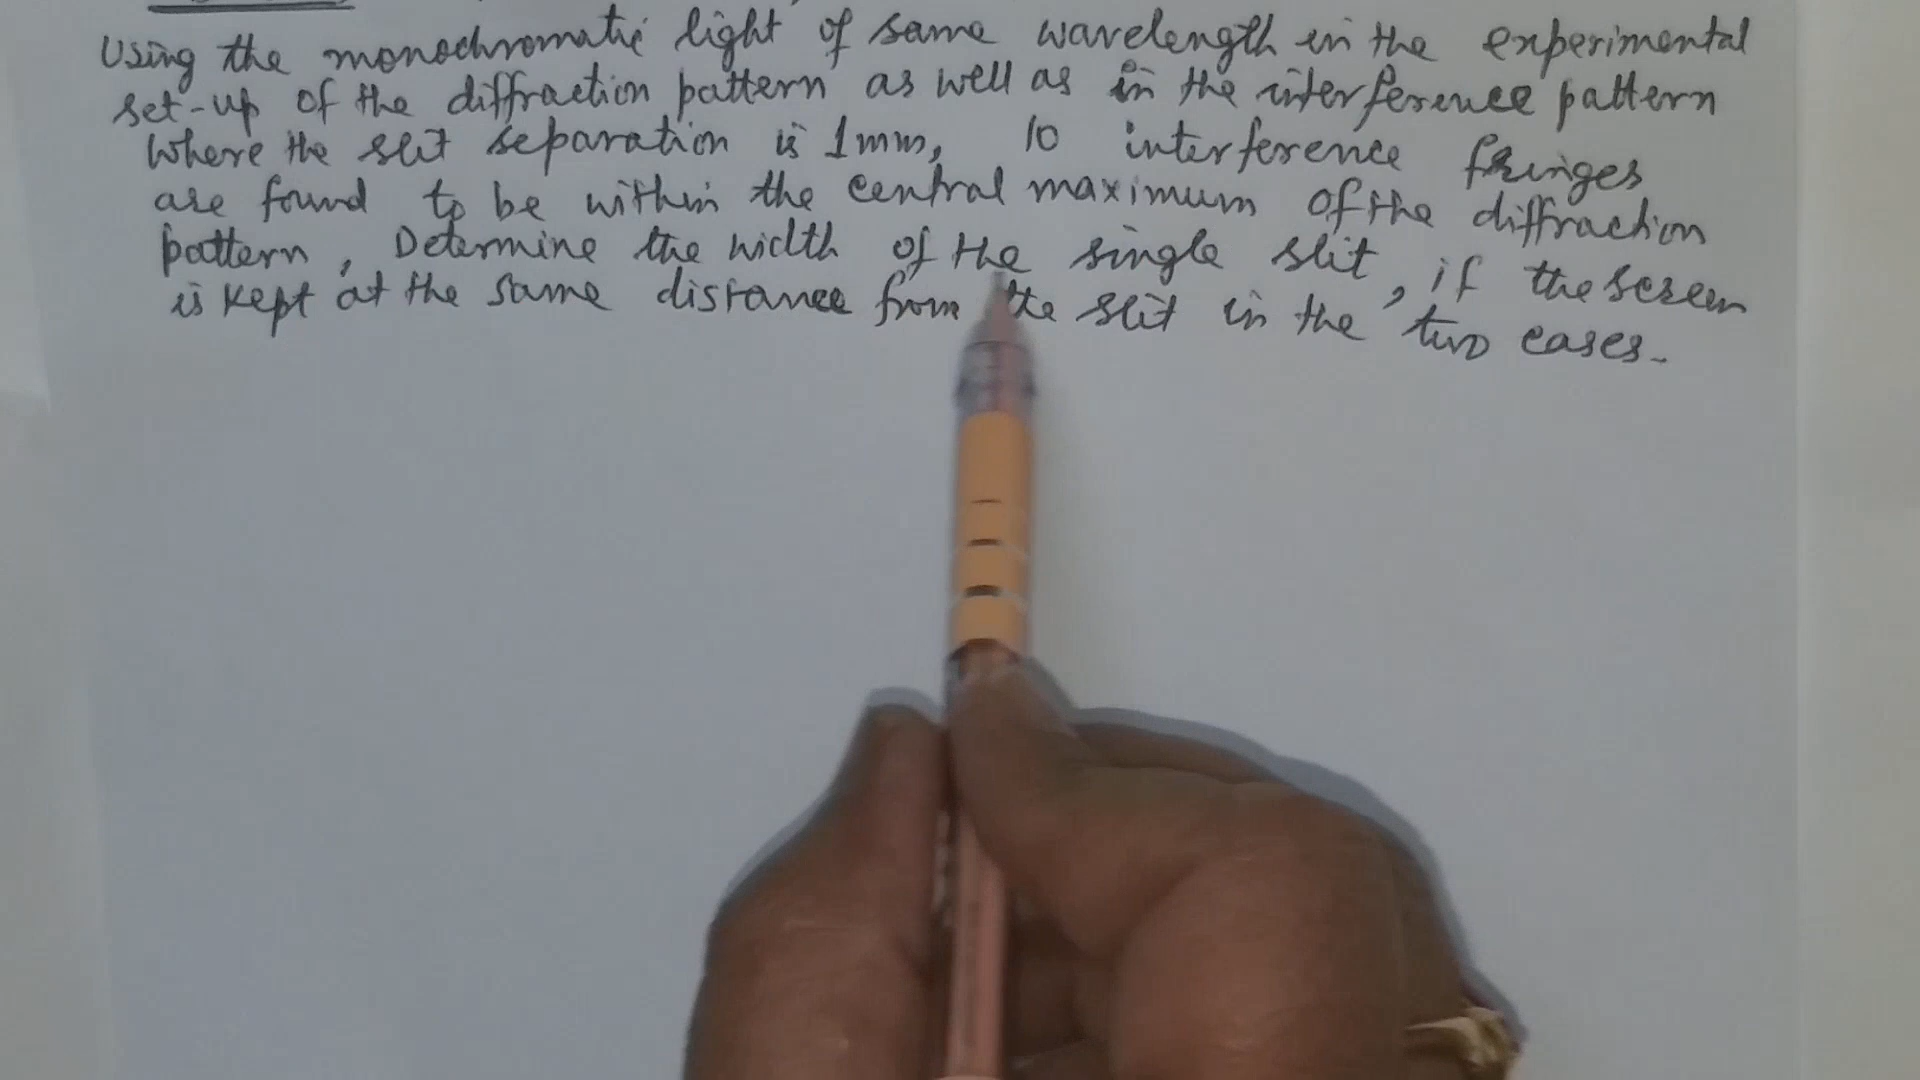 Using the monochromatic light of same wavelength in the experimental
set-up of the diffraction pattern as well as in the interference pattern
where the slit separation is 1mm, 10 interference fringes
are found to be within the central maximum of the diffraction
pattern, Determine the width of the single slit, if the screen
is kept at the same distance from the slit in the two cases.